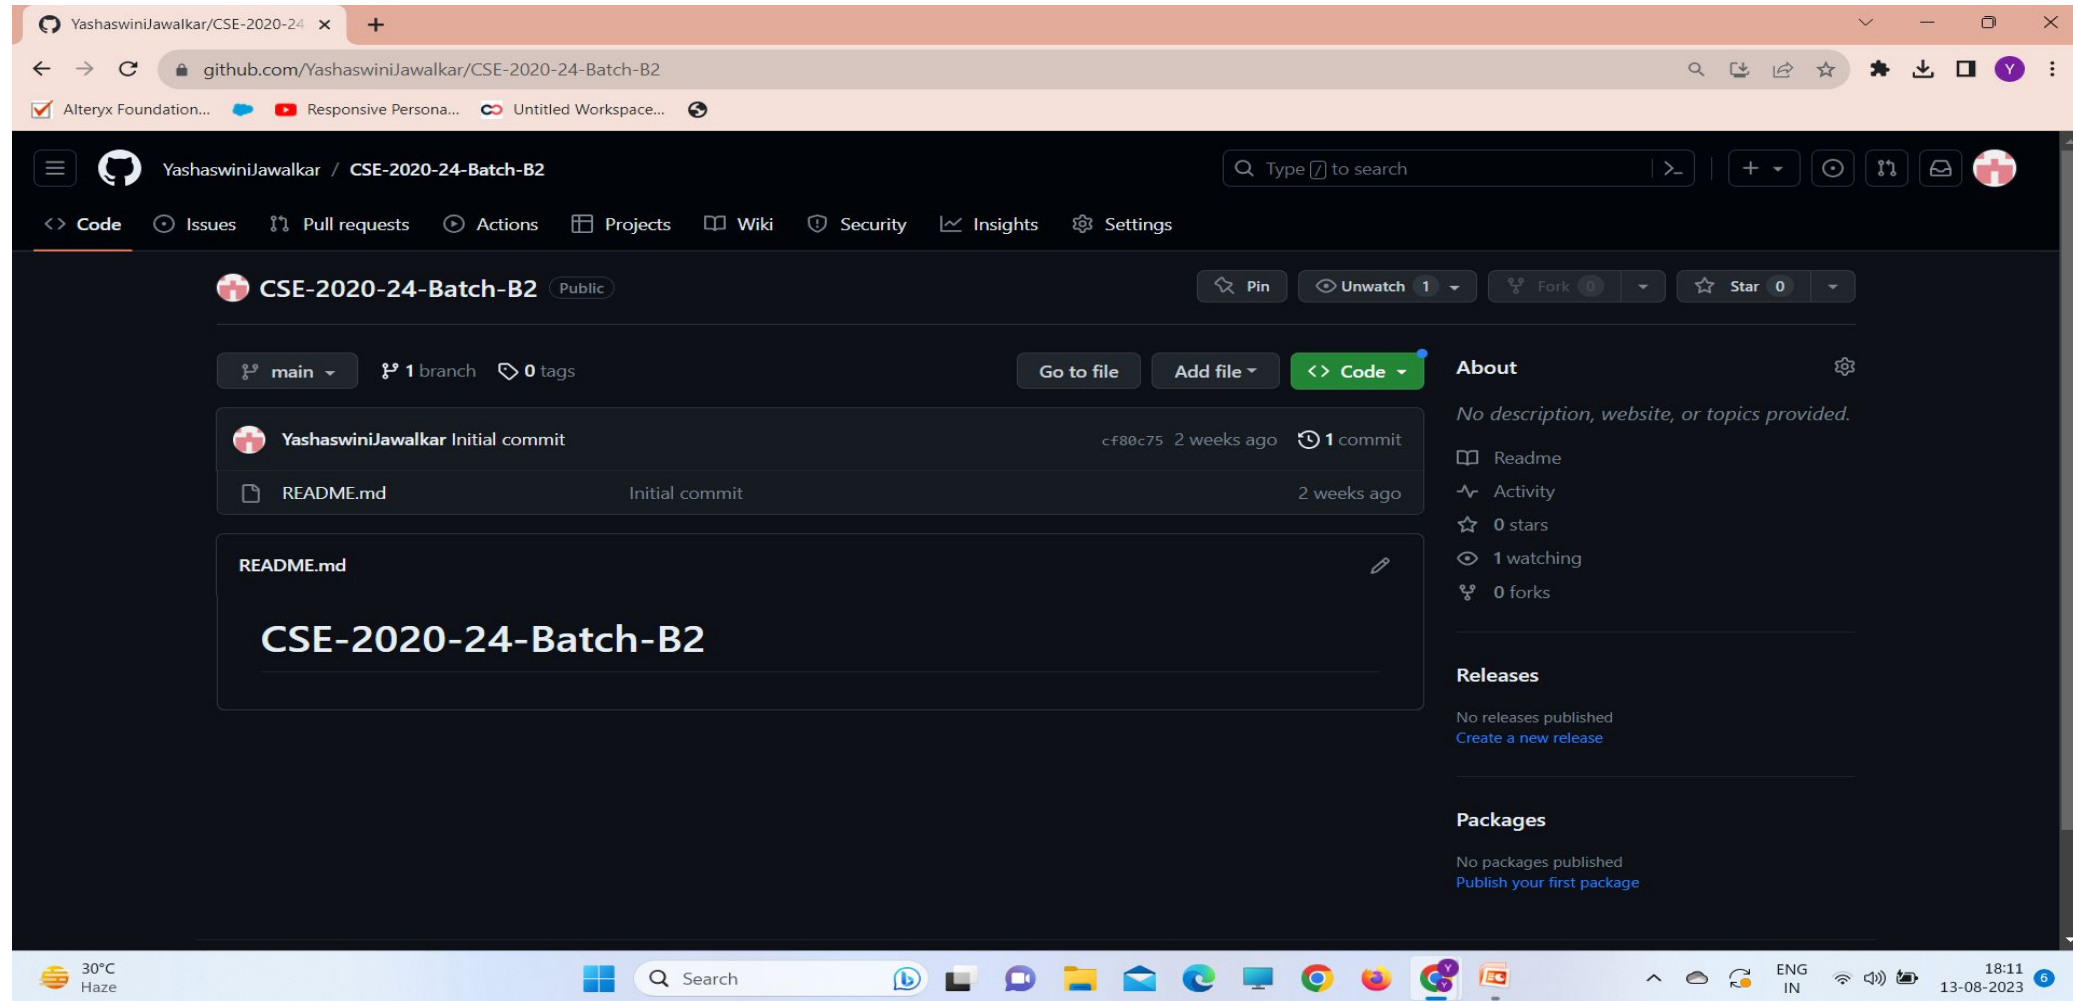 YashaswiniJawalkar/CSE-2020-24
github.com/YashaswiniJawalkar/CSE-2020-24-Batch-B2
Y
Alteryx Foundation... Responsive Persona... Untitled Workspace...
YashaswiniJawalkar / CSE-2020-24-Batch-B2 Type / to search
Code Issues Pull requests Actions Projects Wiki Security Insights Settings
CSE-2020-24-Batch-B2 Public Pin Unwatch 1 Fork 0 Star 0
main 1 branch 0 tags Go to file Add file <> Code About
No description, website, or topics provided.
YashaswiniJawalkar Initial commit cf80c75 2 weeks ago 1 commit
Readme
README.md Initial commit 2 weeks ago
Activity
0 stars
1 watching
README.md
0 forks
CSE-2020-24-Batch-B2
Releases
No releases published
Create a new release
Packages
No packages published
Publish your first package
30°C
Haze
Search
ENG
IN
18:11
13-08-2023
6